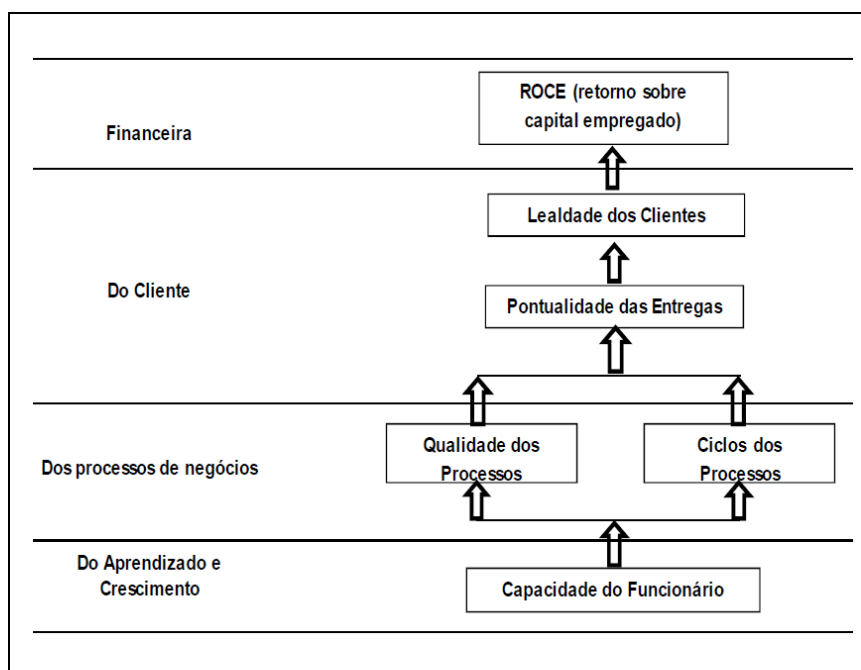 ROCE (retorno sobre
capital empregado)
Financeira
Lealdade dos Clientes
Do Cliente
Pontualidade das Entregas
Qualidade dos
Processos
Ciclos dos
Processos
Dos processos de negócios
Do Aprendizado e
Crescimento
Capacidade do Funcionário